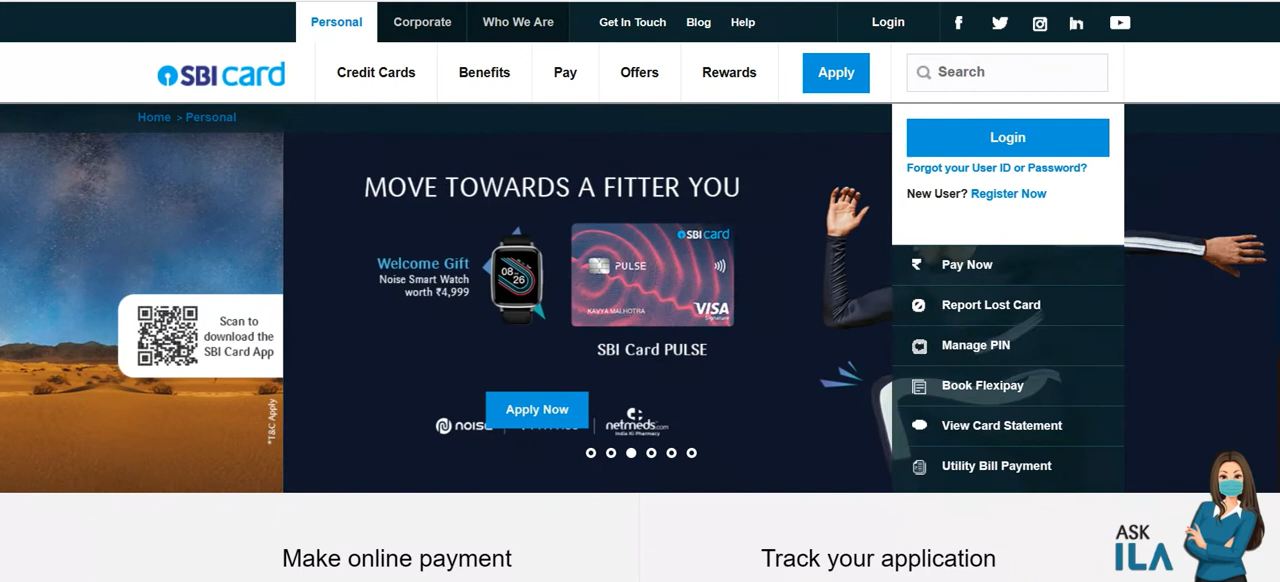 Personal
Corporate
Who We Are
Get In Touch
Blog
Help
Login
SBI card
Credit Cards
Benefits
Pay
Offers
Rewards
Apply
Search
Home > Personal
Login
Forgot your User ID or Password?
New User? Register Now
MOVE TOWARDS A FITTER YOU
Welcome Gift
Noise Smart Watch
worth ₹4,999
08
26
SBI card
PULSE
KAVYA MALHOTRA
VISA
Signature
SBI Card PULSE
Scan to
download the
SBI Card App
*T&C Apply
Apply Now
noise
netmeds.com
India Ki Pharmacy
Pay Now
Report Lost Card
Manage PIN
Book Flexipay
View Card Statement
Utility Bill Payment
Make online payment
Track your application
ASK
ILA